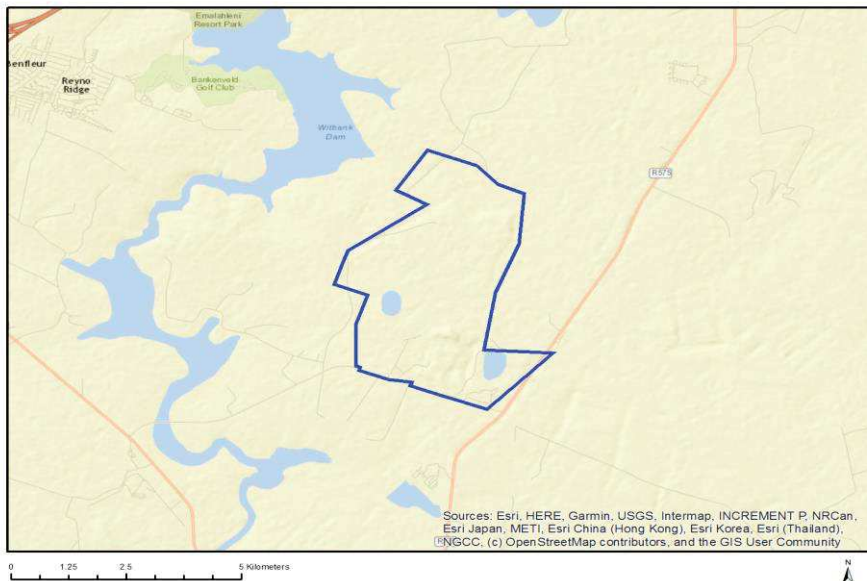 Emalahleni
Resort Park
Benfleur
Reyno
Ridge
Bankenveld
Golf Club
Witbank
Dam
R575
Sources: Esri, HERE, Garmin, USGS, Intermap, INCREMENT P, NRCan,
Esri Japan, METI, Esri China (Hong Kong), Esri Korea, Esri (Thailand),
NGCC, (c) OpenStreetMap contributors, and the GIS User Community
0 1.25 2.5 5 Kilometers
N